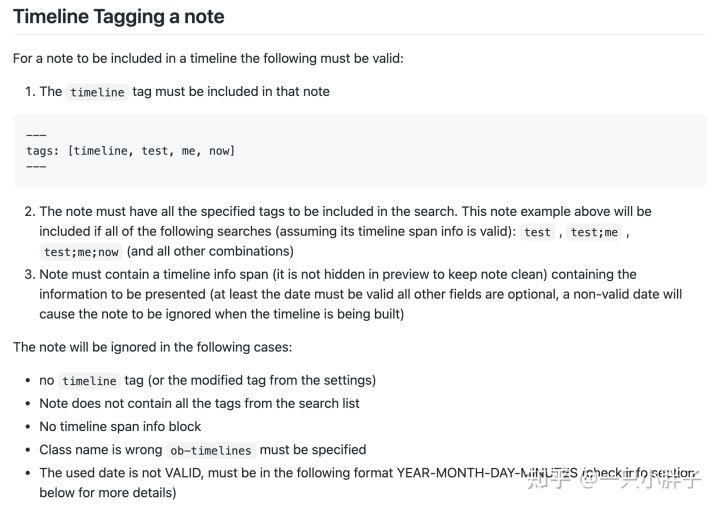 Timeline Tagging a note
For a note to be included in a timeline the following must be valid:
1. The timeline tag must be included in that note
---
tags: [timeline, test, me, now]
---
2. The note must have all the specified tags to be included in the search. This note example above will be
included if all of the following searches (assuming its timeline span info is valid): test , test;me ,
test;me;now (and all other combinations)
3. Note must contain a timeline info span (it is not hidden in preview to keep note clean) containing the
information to be presented (at least the date must be valid all other fields are optional, a non-valid date will
cause the note to be ignored when the timeline is being built)
The note will be ignored in the following cases:
• no timeline tag (or the modified tag from the settings)
• Note does not contain all the tags from the search list
• No timeline span info block
• Class name is wrong ob-timelines must be specified
• The used date is not VALID, must be in the following format YEAR-MONTH-DAY-MINUTES (check info section
below for more details)
知乎 @一只小胖子